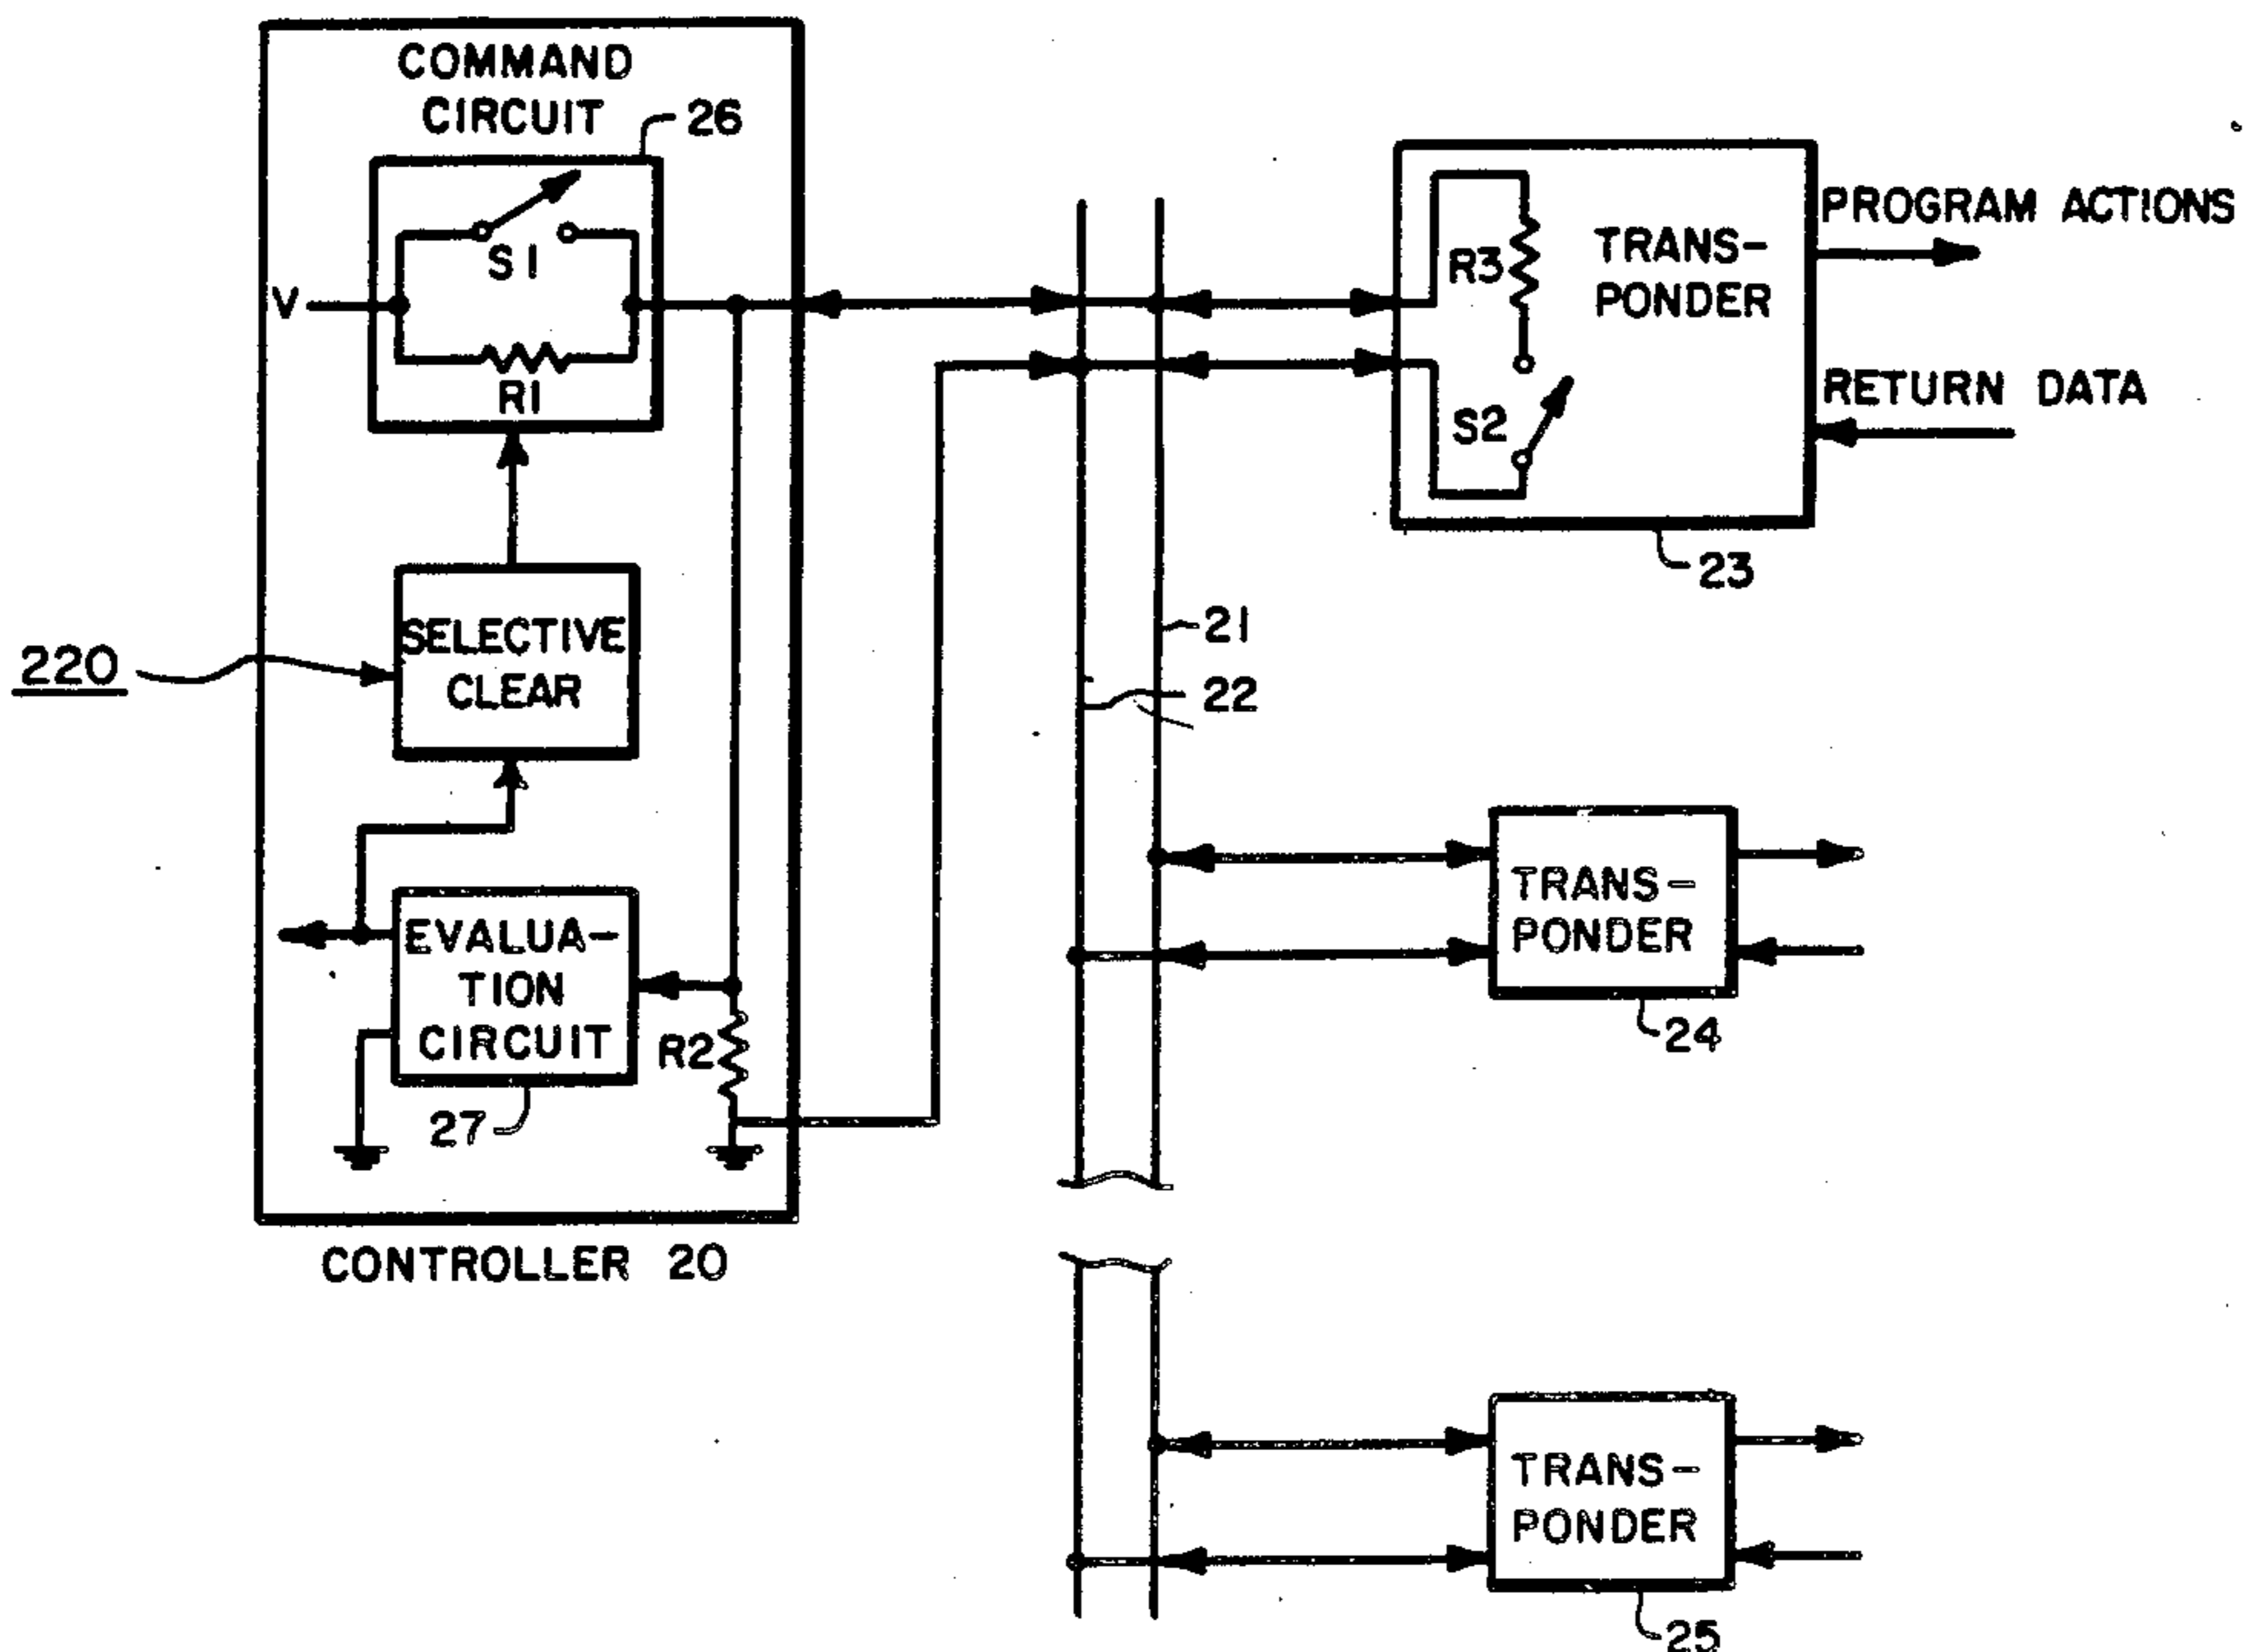 COMMAND
CIRCUIT
26
S1
V
R1
SELECTIVE
CLEAR
220
EVALUA-
TION
CIRCUIT
R2
27
CONTROLLER 20
21
22
R3
S2
TRANS-
PONDER
PROGRAM ACTIONS
RETURN DATA
23
TRANS-
PONDER
24
TRANS-
PONDER
25